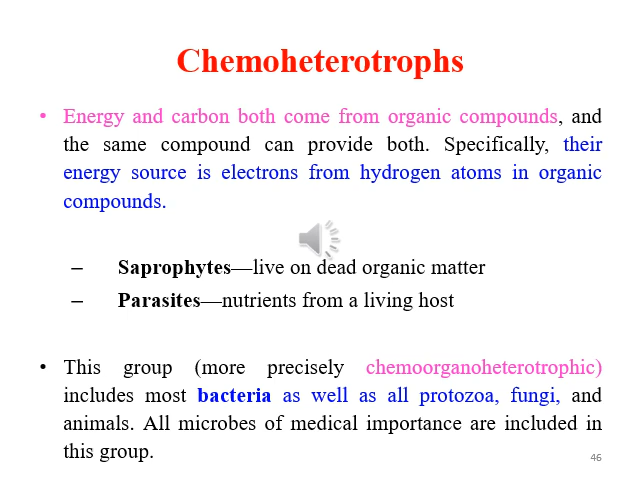 Chemoheterotrophs
• Energy and carbon both come from organic compounds, and
the same compound can provide both. Specifically, their
energy source is electrons from hydrogen atoms in organic
compounds.
– Saprophytes—live on dead organic matter
– Parasites—nutrients from a living host
• This group (more precisely chemoorganoheterotrophic)
includes most bacteria as well as all protozoa, fungi, and
animals. All microbes of medical importance are included in
this group.
46